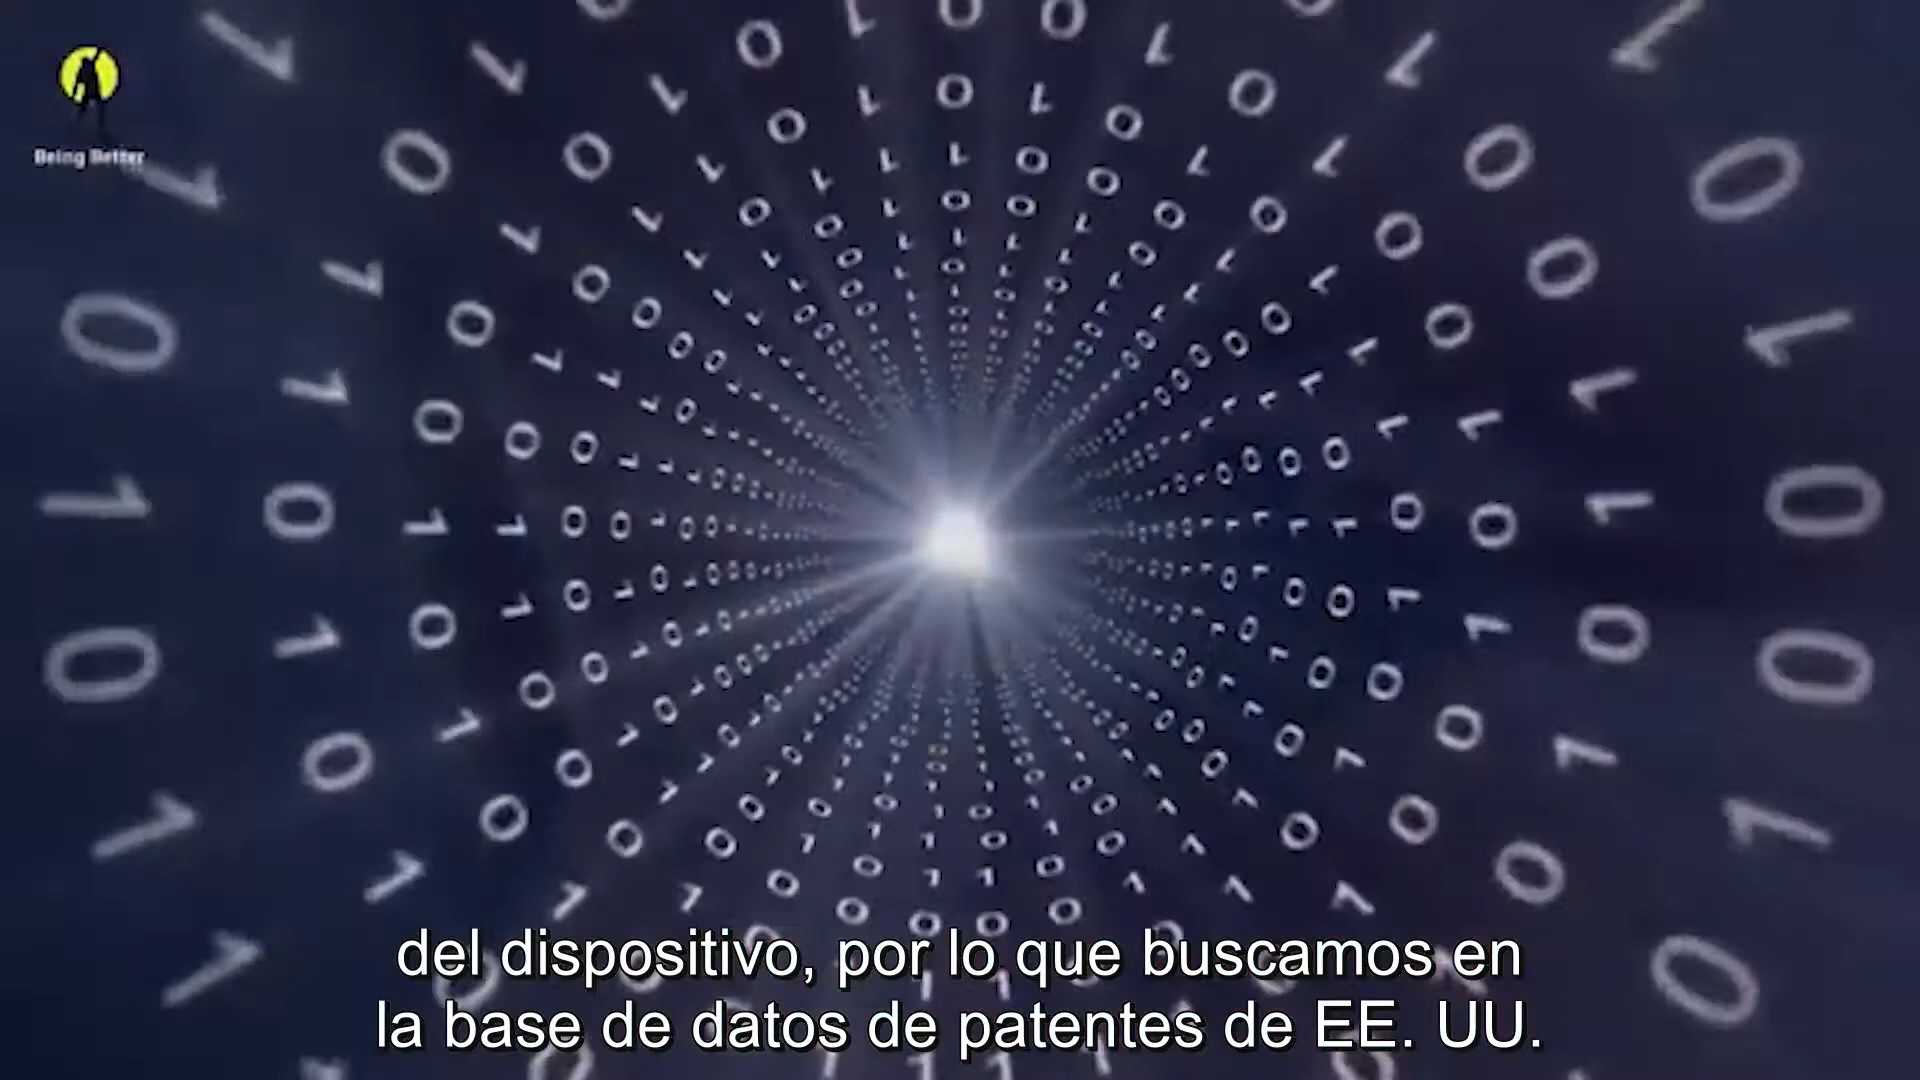 Being Better
del dispositivo, por lo que buscamos en
la base de datos de patentes de EE. UU.